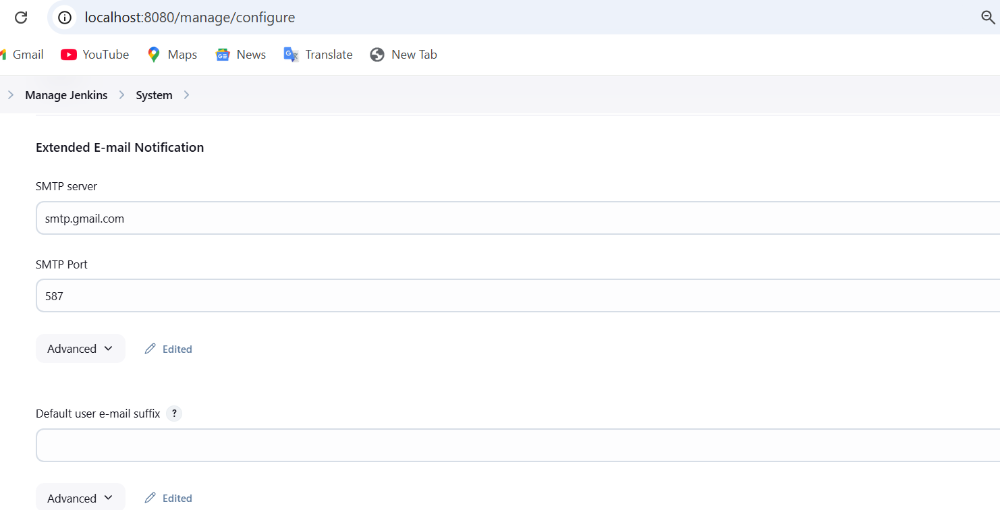 localhost:8080/manage/configure
Gmail YouTube Maps News Translate New Tab
Manage Jenkins System
Extended E-mail Notification
SMTP server
smtp.gmail.com
SMTP Port
587
Advanced Edited
Default user e-mail suffix ?
Advanced Edited